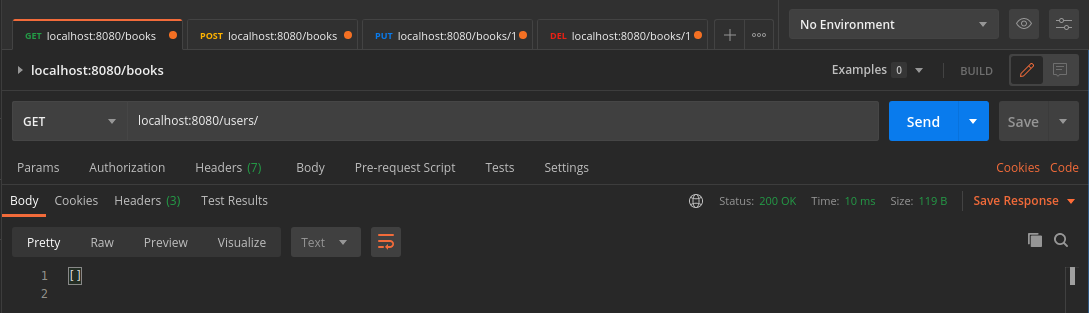 GET localhost:8080/books POST localhost:8080/books PUT localhost:8080/books/1 DEL localhost:8080/books/1 + ••• No Environment
localhost:8080/books Examples 0 BUILD
GET localhost:8080/users/ Send Save
Params Authorization Headers (7) Body Pre-request Script Tests Settings Cookies Code
Body Cookies Headers (3) Test Results Status: 200 OK Time: 10 ms Size: 119 B Save Response
Pretty Raw Preview Visualize Text
1 []
2